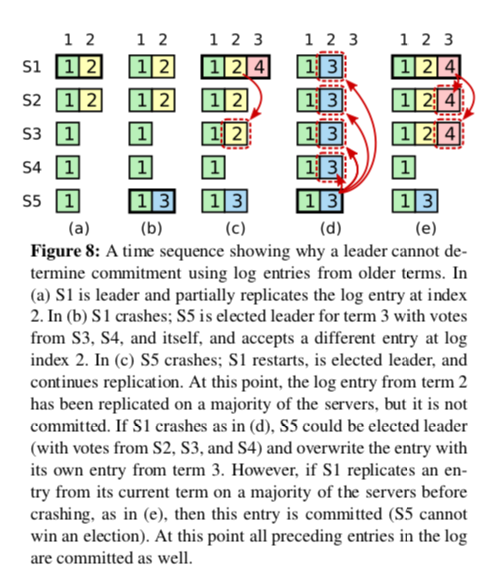 1 2 1 2 1 2 3 1 2 3 1 2 3
S1 1 2 1 2 1 2 4 1 3 1 2 4
S2 1 2 1 2 1 2 1 3 1 2 4
S3 1 1 1 2 1 3 1 2 4
S4 1 1 1 1 3 1
S5 1 1 3 1 3 1 3 1 3
(a) (b) (c) (d) (e)
Figure 8: A time sequence showing why a leader cannot de-
termine commitment using log entries from older terms. In
(a) S1 is leader and partially replicates the log entry at index
2. In (b) S1 crashes; S5 is elected leader for term 3 with votes
from S3, S4, and itself, and accepts a different entry at log
index 2. In (c) S5 crashes; S1 restarts, is elected leader, and
continues replication. At this point, the log entry from term 2
has been replicated on a majority of the servers, but it is not
committed. If S1 crashes as in (d), S5 could be elected leader
(with votes from S2, S3, and S4) and overwrite the entry with
its own entry from term 3. However, if S1 replicates an en-
try from its current term on a majority of the servers before
crashing, as in (e), then this entry is committed (S5 cannot
win an election). At this point all preceding entries in the log
are committed as well.